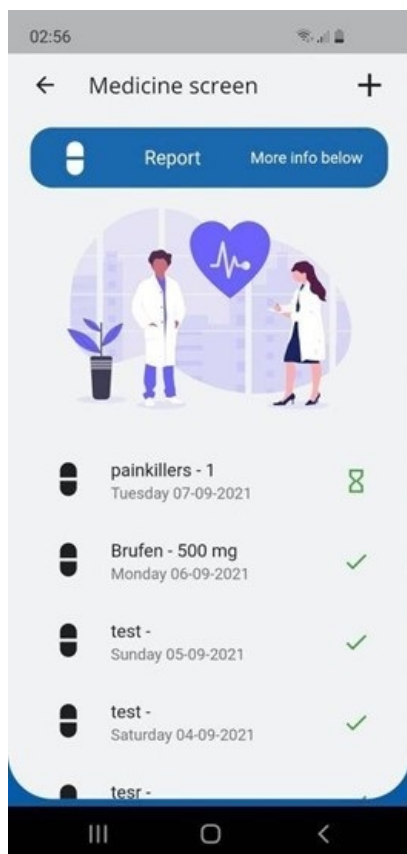 02:56
Medicine screen
Report More info below
painkillers - 1
Tuesday 07-09-2021
Brufen - 500 mg
Monday 06-09-2021
test -
Sunday 05-09-2021
test -
Saturday 04-09-2021
tesr -